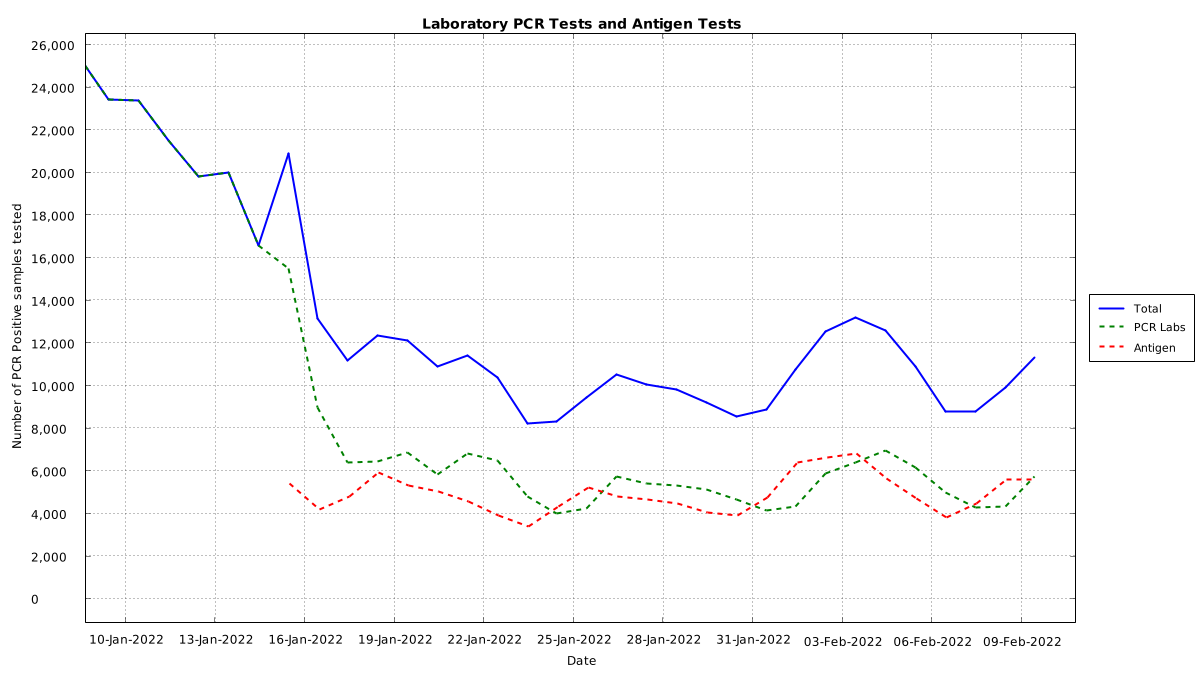 Laboratory PCR Tests and Antigen Tests
26,000
24,000
22,000
20,000
18,000
16,000
14,000
12,000
10,000
8,000
6,000
4,000
2,000
0
Number of PCR Positive samples tested
10-Jan-2022 13-Jan-2022 16-Jan-2022 19-Jan-2022 22-Jan-2022 25-Jan-2022 28-Jan-2022 31-Jan-2022 03-Feb-2022 06-Feb-2022 09-Feb-2022
Date
Total
PCR Labs
Antigen